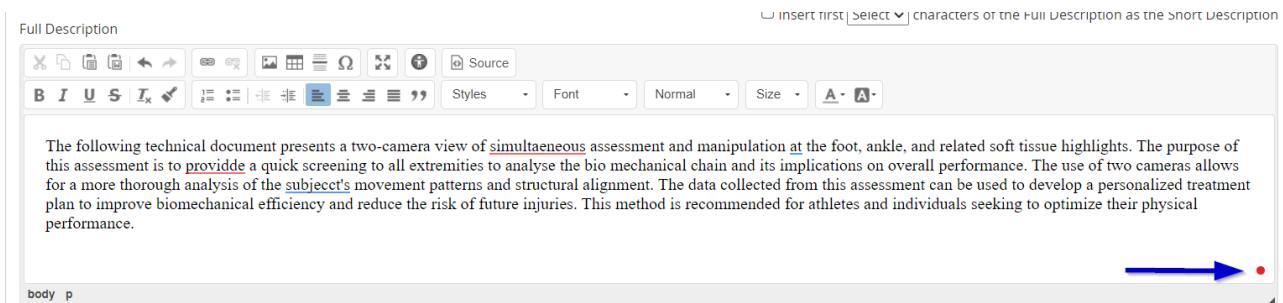 Insert first Select characters of the Full Description as the Short Description
Full Description
Source
B I U S Ix
Styles Font Normal Size A A
The following technical document presents a two-camera view of simultaeneous assessment and manipulation at the foot, ankle, and related soft tissue highlights. The purpose of
this assessment is to providde a quick screening to all extremities to analyse the bio mechanical chain and its implications on overall performance. The use of two cameras allows
for a more thorough analysis of the subjecct's movement patterns and structural alignment. The data collected from this assessment can be used to develop a personalized treatment
plan to improve biomechanical efficiency and reduce the risk of future injuries. This method is recommended for athletes and individuals seeking to optimize their physical
performance.
body p